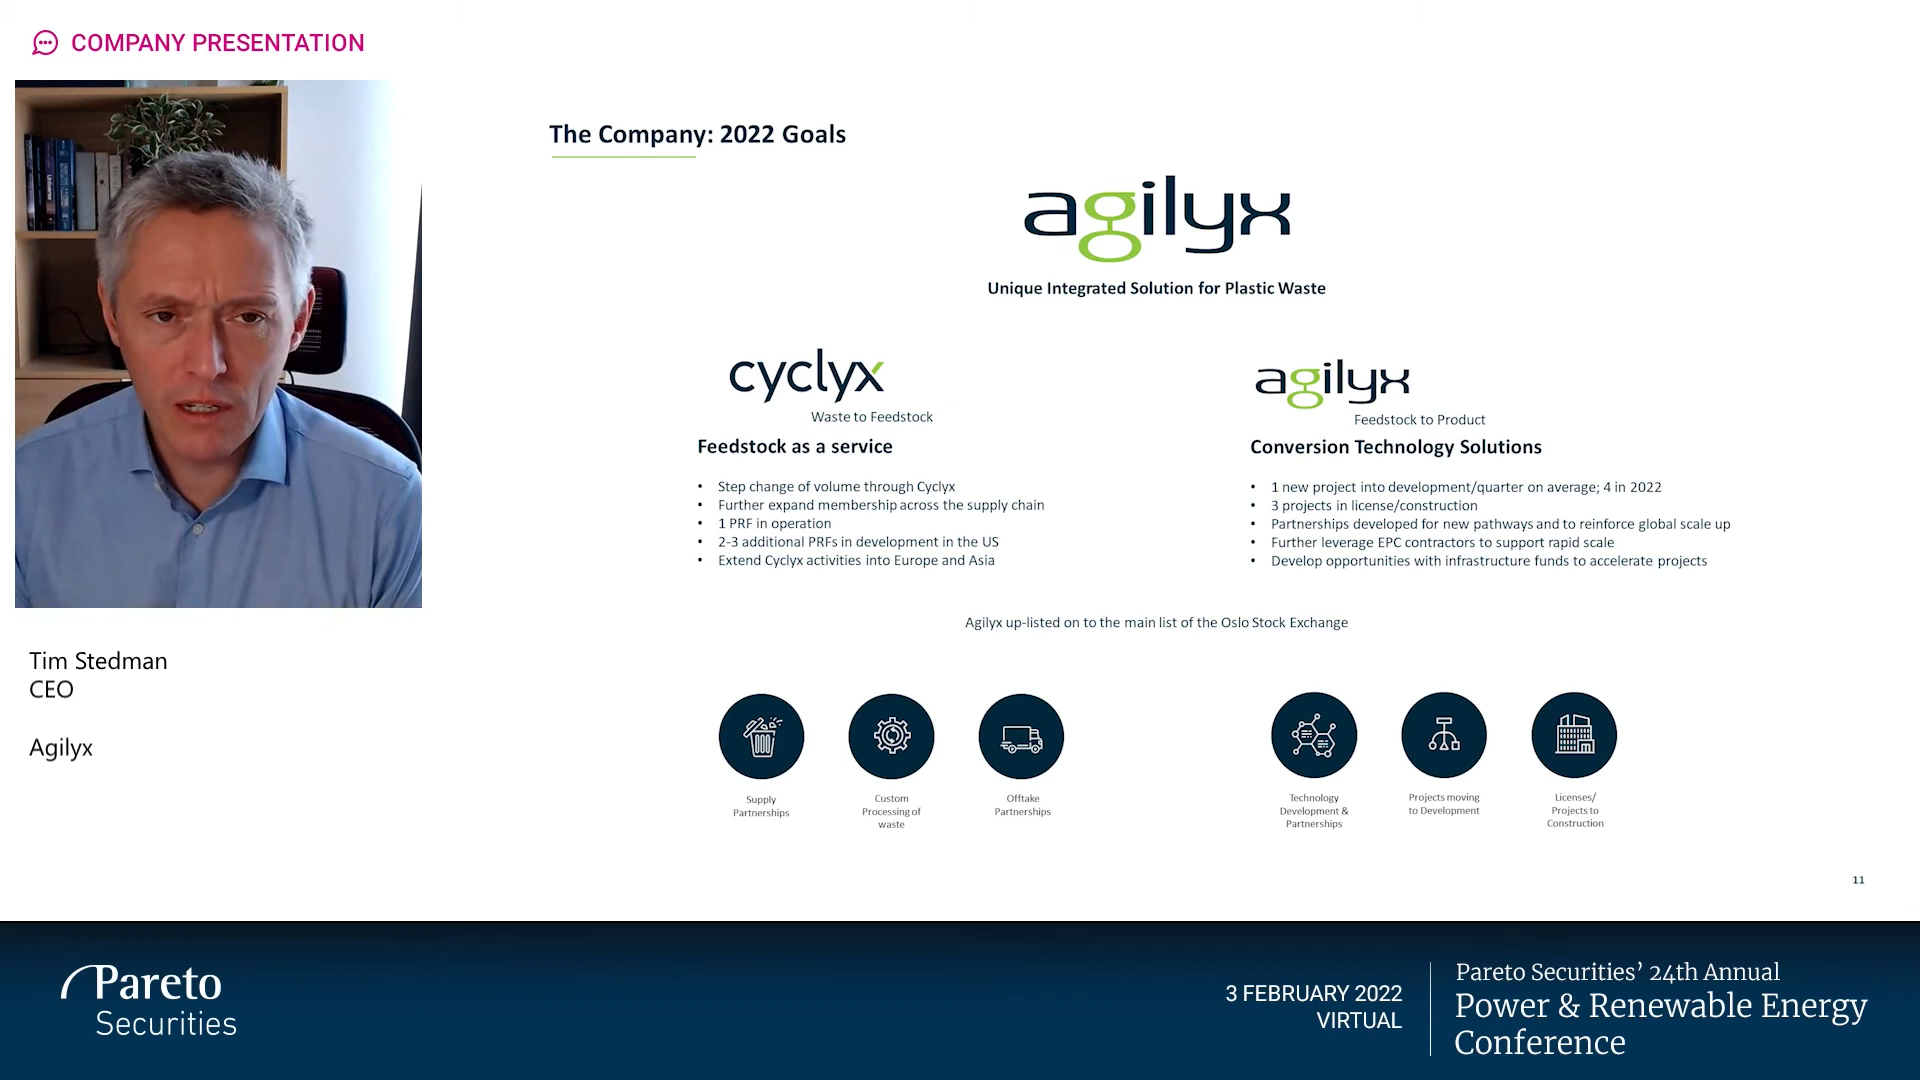 COMPANY PRESENTATION
The Company: 2022 Goals
agilyx
Unique Integrated Solution for Plastic Waste
cyclyx
Waste to Feedstock
Feedstock as a service
• Step change of volume through Cyclyx
• Further expand membership across the supply chain
• 1 PRF in operation
• 2-3 additional PRFs in development in the US
• Extend Cyclyx activities into Europe and Asia
agilyx
Feedstock to Product
Conversion Technology Solutions
• 1 new project into development/quarter on average; 4 in 2022
• 3 projects in license/construction
• Partnerships developed for new pathways and to reinforce global scale up
• Further leverage EPC contractors to support rapid scale
• Develop opportunities with infrastructure funds to accelerate projects
Agilyx up-listed on to the main list of the Oslo Stock Exchange
Supply
Partnerships
Custom
Processing of
waste
Offtake
Partnerships
Technology
Development &
Partnerships
Projects moving
to Development
Licenses/
Projects to
Construction
11
Tim Stedman
CEO
Agilyx
Pareto
Securities
3 FEBRUARY 2022
VIRTUAL
Pareto Securities’ 24th Annual
Power & Renewable Energy
Conference